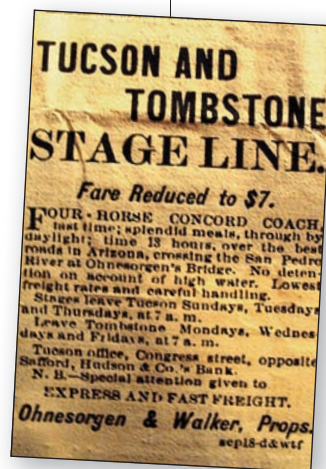 TUCSON AND
TOMBSTONE
STAGE LINE.
Fare Reduced to $7.
FOUR-HORSE CONCORD COACH,
fast time; splendid meals, through by
daylight; time 13 hours, over the best
roads in Arizona, crossing the San Pedro
River at Ohnesorgen's Bridge. No deten-
tion on account of high water. Lowest
freight rates and careful handling.
Stages leave Tucson Sundays, Tuesdays
and Thursdays, at 7 a. m.
Leave Tombstone Mondays, Wednes-
days and Fridays, at 7 a. m.
Tucson office, Congress street, opposite
Safford, Hudson & Co.'s Bank.
N. B.—Special attention given to
EXPRESS AND FAST FREIGHT.
Ohnesorgen & Walker, Props.
sep18-d&wtf